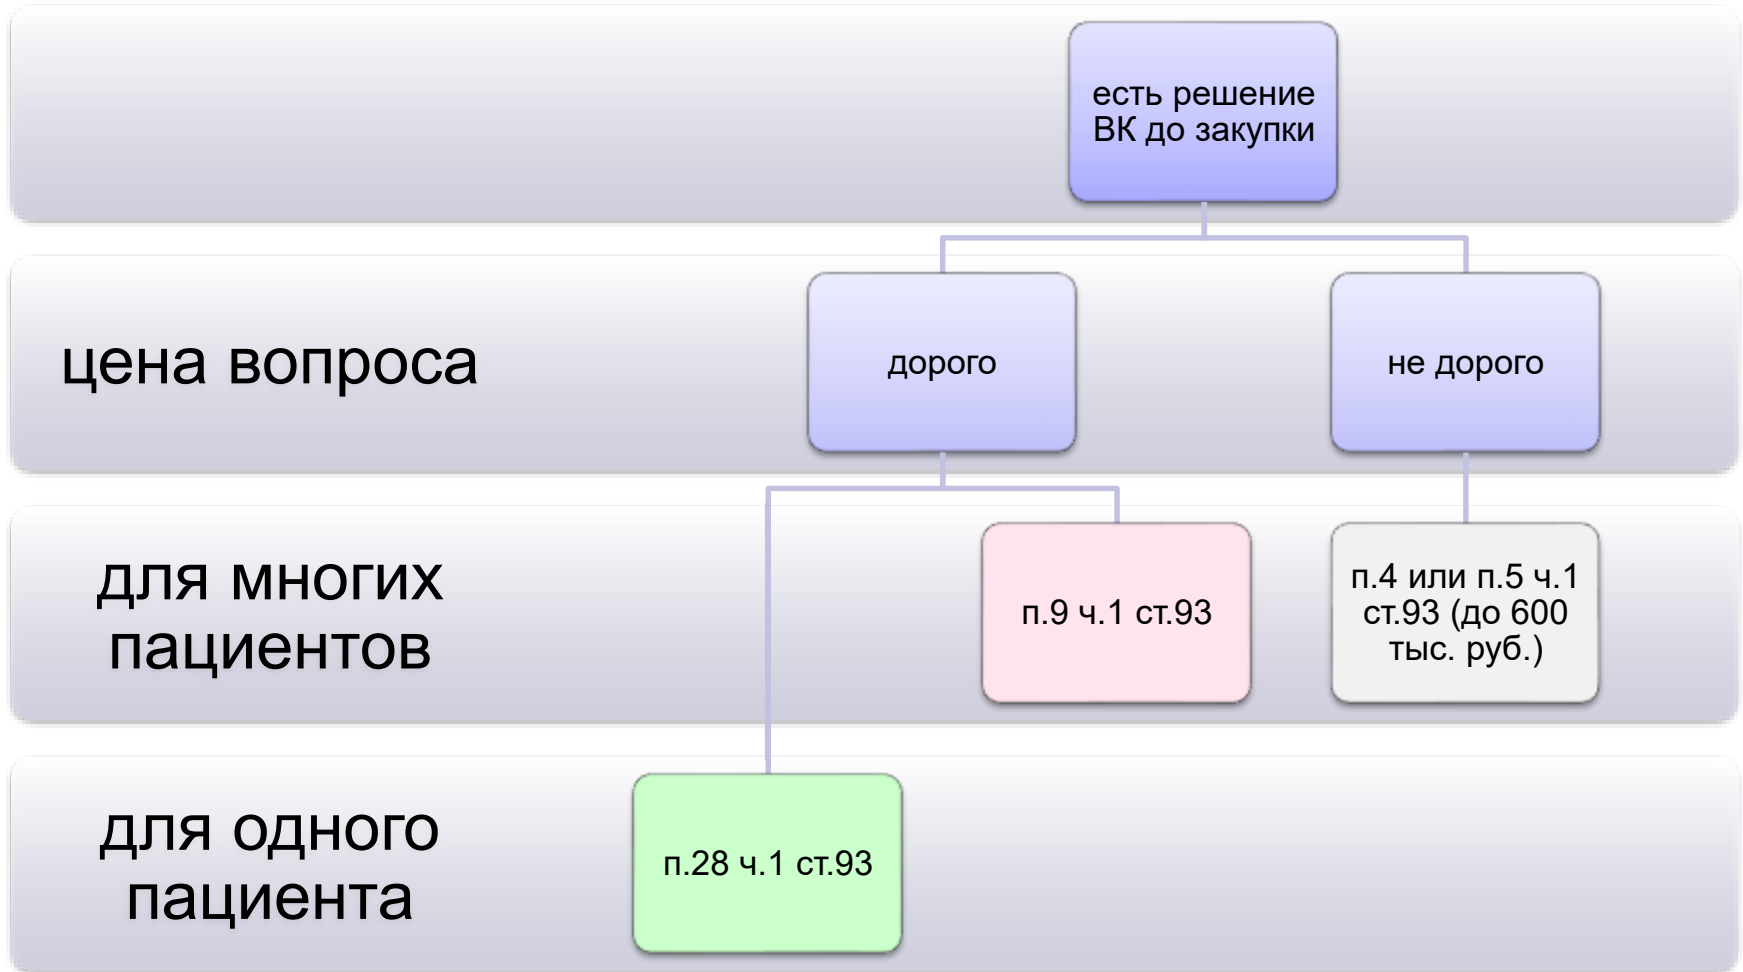 есть решение
ВК до закупки
цена вопроса
дорого
не дорого
для многих
пациентов
п.9 ч.1 ст.93
п.4 или п.5 ч.1
ст.93 (до 600
тыс. руб.)
для одного
пациента
п.28 ч.1 ст.93